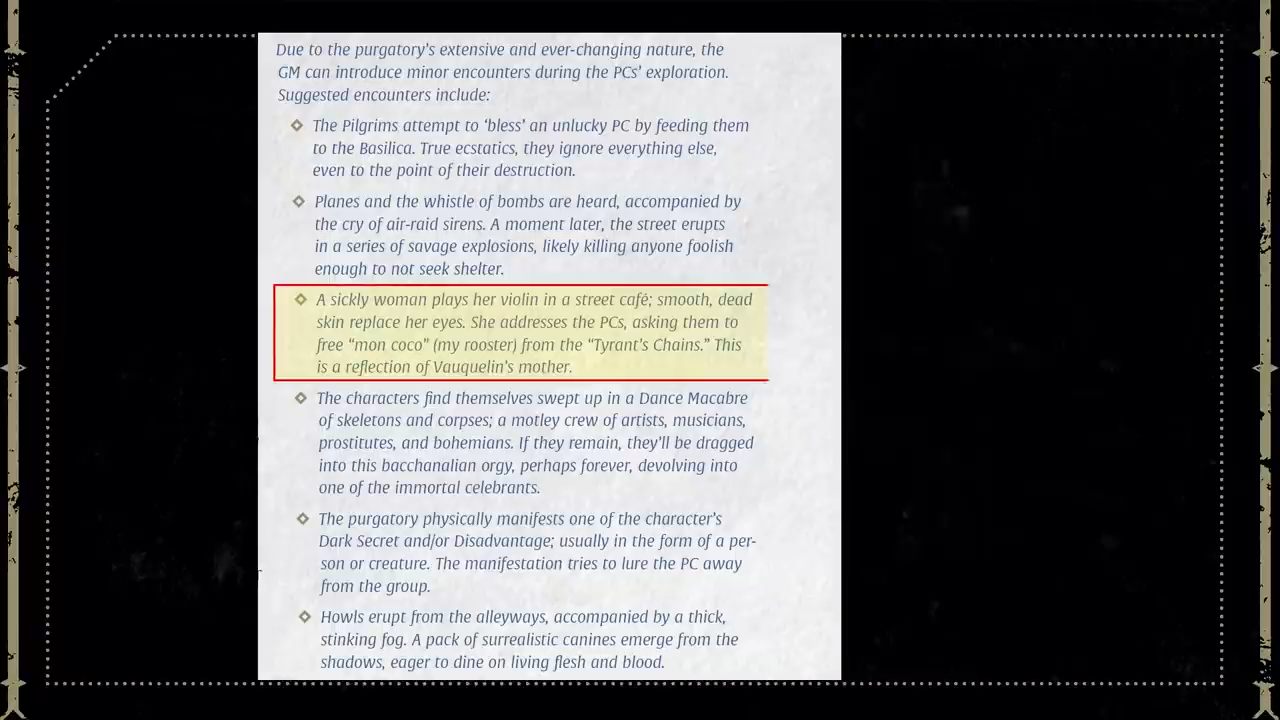 Due to the purgatory’s extensive and ever-changing nature, the
GM can introduce minor encounters during the PCs’ exploration.
Suggested encounters include:
The Pilgrims attempt to ‘bless’ an unlucky PC by feeding them
to the Basilica. True ecstatics, they ignore everything else,
even to the point of their destruction.
Planes and the whistle of bombs are heard, accompanied by
the cry of air-raid sirens. A moment later, the street erupts
in a series of savage explosions, likely killing anyone foolish
enough to not seek shelter.
A sickly woman plays her violin in a street café; smooth, dead
skin replace her eyes. She addresses the PCs, asking them to
free “mon coco” (my rooster) from the “Tyrant’s Chains.” This
is a reflection of Vauquelin’s mother.
The characters find themselves swept up in a Dance Macabre
of skeletons and corpses; a motley crew of artists, musicians,
prostitutes, and bohemians. If they remain, they’ll be dragged
into this bacchanalian orgy, perhaps forever, devolving into
one of the immortal celebrants.
The purgatory physically manifests one of the character’s
Dark Secret and/or Disadvantage; usually in the form of a per-
son or creature. The manifestation tries to lure the PC away
from the group.
Howls erupt from the alleyways, accompanied by a thick,
stinking fog. A pack of surrealistic canines emerge from the
shadows, eager to dine on living flesh and blood.